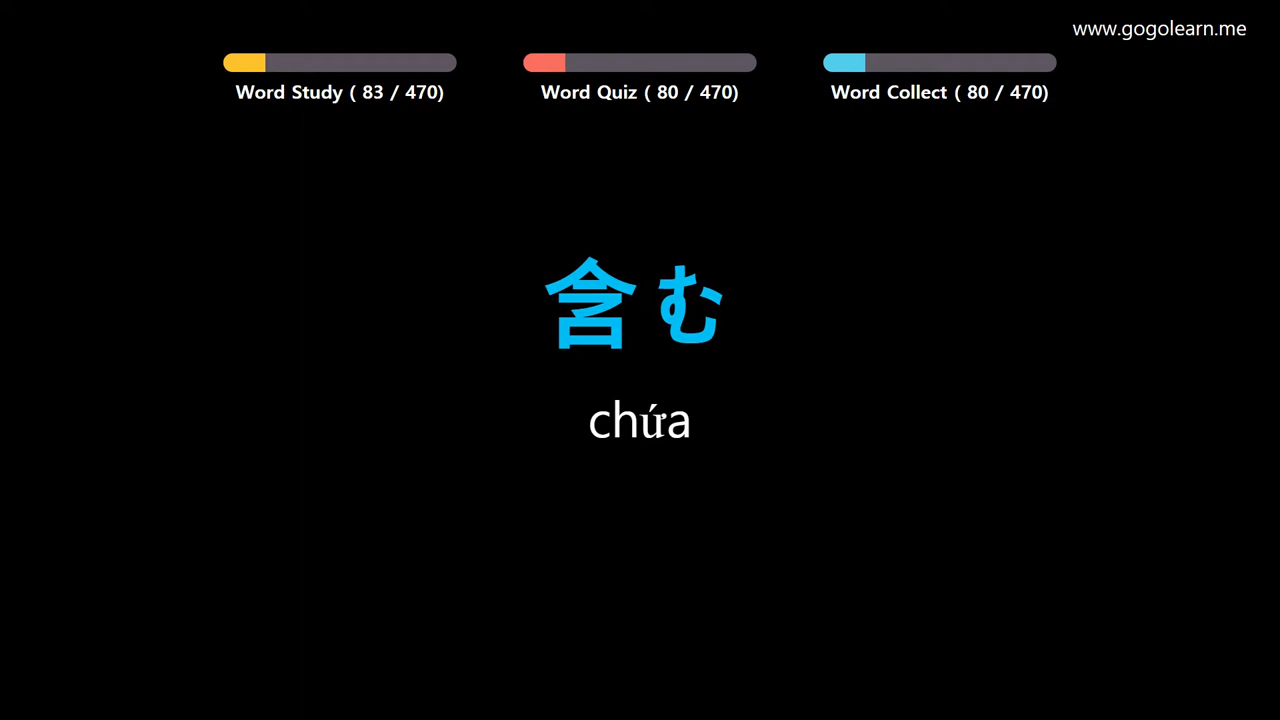 www.gogolearn.me
Word Study ( 83 / 470)
Word Quiz ( 80 / 470)
Word Collect ( 80 / 470)
含む
chứa